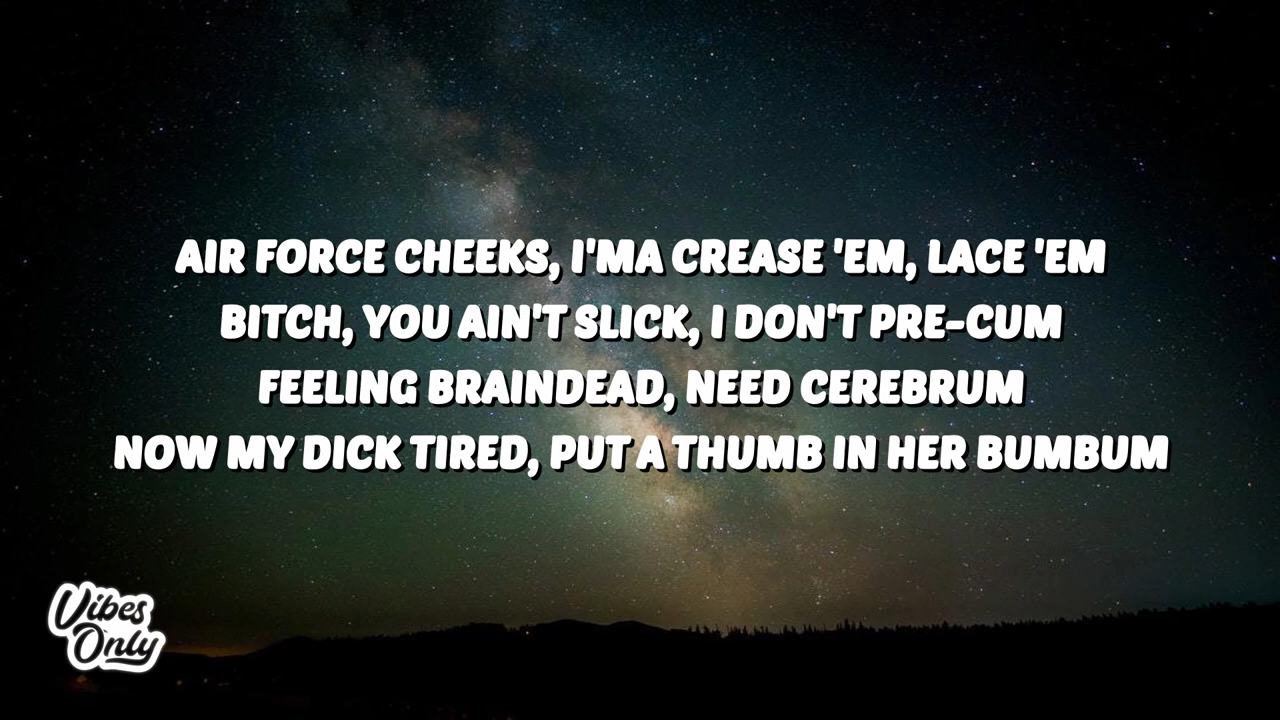 AIR FORCE CHEEKS, I'MA CREASE 'EM, LACE 'EM
BITCH, YOU AIN'T SLICK, I DON'T PRE-CUM
FEELING BRAINDEAD, NEED CEREBRUM
NOW MY DICK TIRED, PUT A THUMB IN HER BUMBUM
Vibes
Only